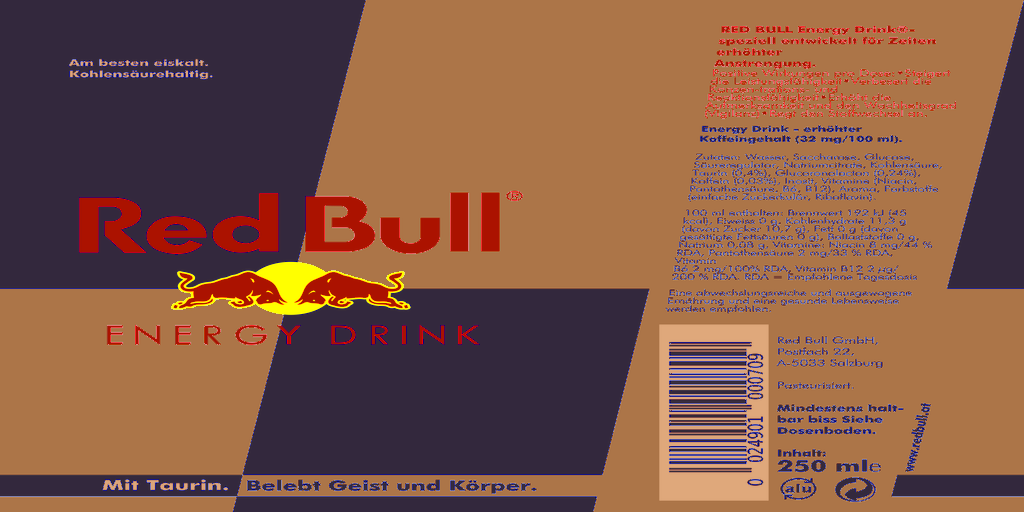 Am besten eiskalt.
Kohlensäurehaltig.
Red Bull®
ENERGY DRINK
Mit Taurin. Belebt Geist und Körper.
RED BULL Energy Drink®-
speziell entwickelt für Zeiten
erhöhter
Anstrengung.
Energy Drink - erhöhter
Koffeingehalt (32 mg/100 ml).
Zutaten: Wasser, Saccharose, Glucose,
Säureregulator, Natriumcitrate, Kohlensäure,
Taurin (0,4%), Glucuronolacton (0,24%),
Koffein (0,03%), Inosit, Vitamine (Niacin,
Pantothensäure, B6, B12), Aroma, Farbstoffe
(einfache Zuckerkulör, Riboflavin).
100 ml enthalten: Brennwert 192 kJ (45
kcal), Eiweiss 0 g, Kohlenhydrate 11,3 g
(davon Zucker 10,7 g), Fett 0 g (davon
gesättigte Fettsäuren 0 g), Ballaststoffe 0 g,
Natrium 0,08 g, Vitamine: Niacin 8 mg/44 %
RDA, Pantothensäure 2 mg/33 % RDA,
Vitamin
B6 2 mg/100% RDA, Vitamin B12 2 µg/
200 % RDA. RDA = Empfohlene Tagesdosis
Eine abwechslungsreiche und ausgewogene
Ernährung und eine gesunde Lebensweise
werden empfohlen.
Red Bull GmbH,
Postfach 22,
A-5033 Salzburg
Pasteurisiert.
Mindestens halt-
bar biss Siehe
Dosenboden.
Inhalt:
250 mle
alu
www.redbull.at
0 024901 000709